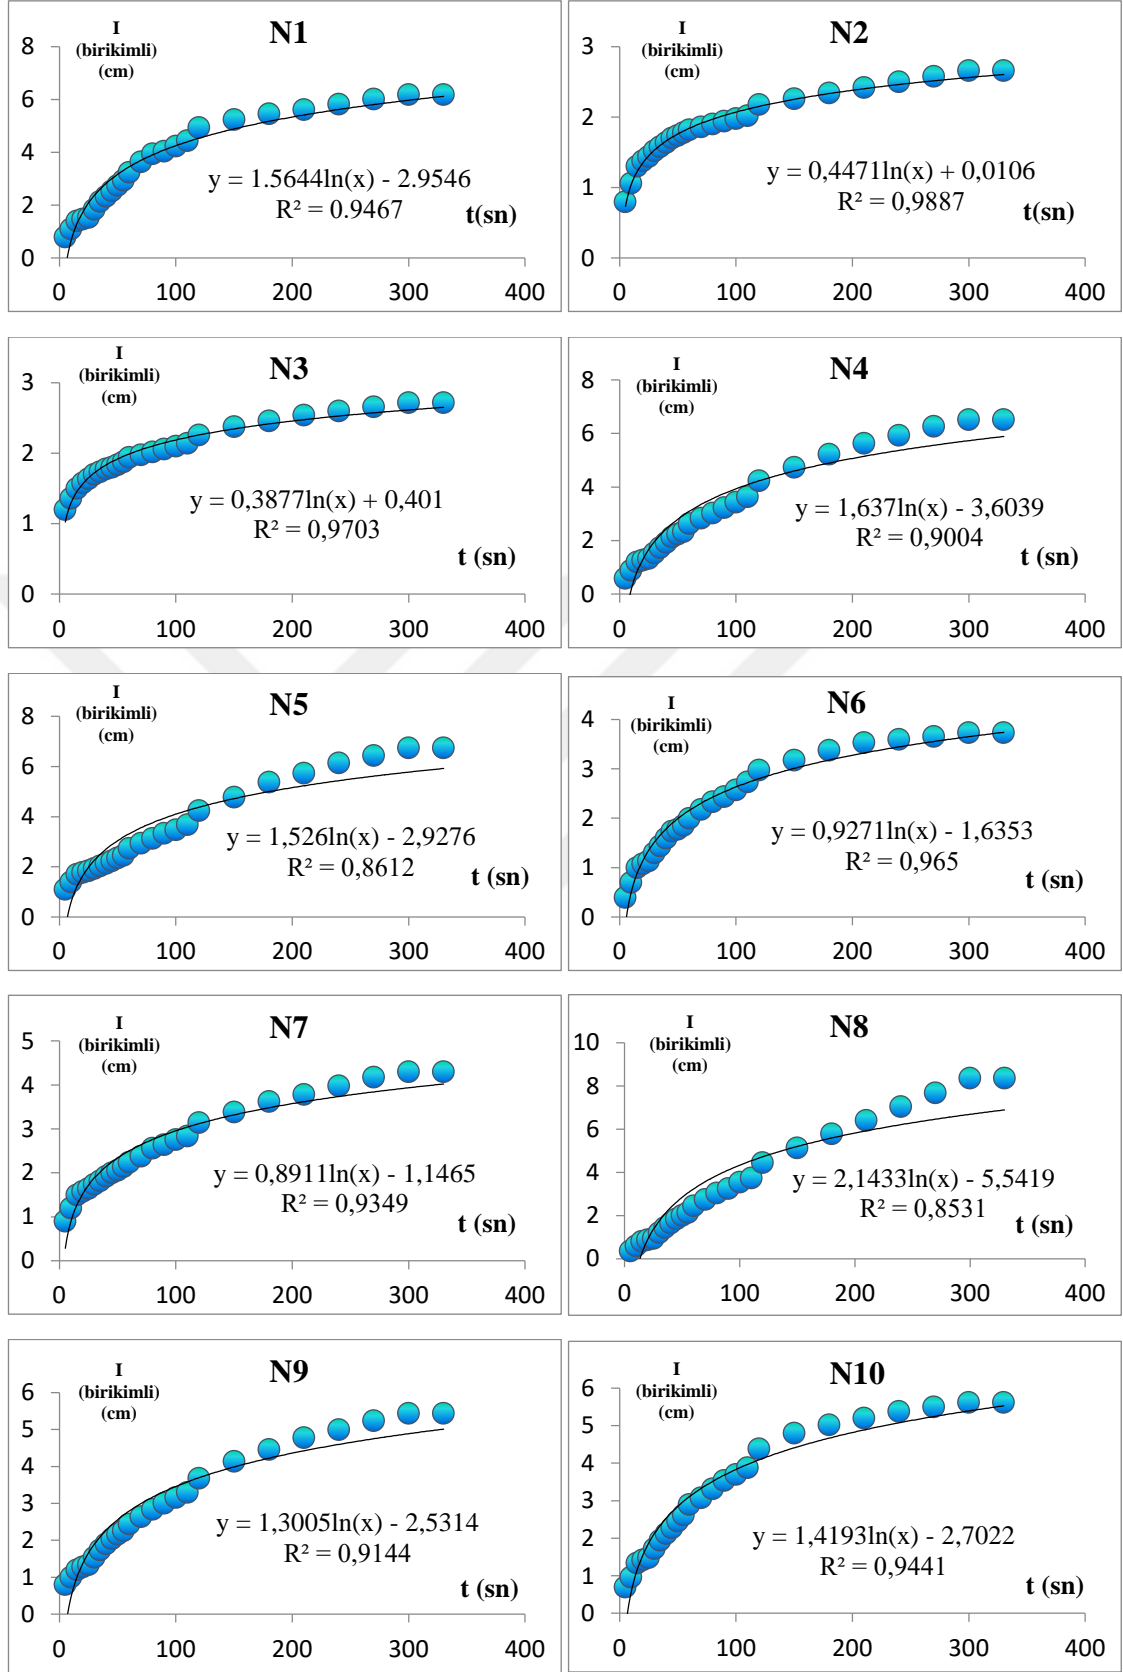 N1
I
(birikimli)
(cm)
8
6
4
2
0
y = 1.5644ln(x) - 2.9546
R² = 0.9467
t(sn)
0 100 200 300 400
N2
I
(birikimli)
(cm)
3
2
1
0
y = 0,4471ln(x) + 0,0106
R² = 0,9887
t(sn)
0 100 200 300 400
N3
I
(birikimli)
(cm)
3
2
1
0
y = 0,3877ln(x) + 0,401
R² = 0,9703
t (sn)
0 100 200 300 400
N4
I
(birikimli)
(cm)
8
6
4
2
0
y = 1,637ln(x) - 3,6039
R² = 0,9004
t (sn)
0 100 200 300 400
N5
I
(birikimli)
(cm)
8
6
4
2
0
y = 1,526ln(x) - 2,9276
R² = 0,8612
t (sn)
0 100 200 300 400
N6
I
(birikimli)
(cm)
4
3
2
1
0
y = 0,9271ln(x) - 1,6353
R² = 0,965
t (sn)
0 100 200 300 400
N7
I
(birikimli)
(cm)
5
4
3
2
1
0
y = 0,8911ln(x) - 1,1465
R² = 0,9349
t (sn)
0 100 200 300 400
N8
I
(birikimli)
(cm)
10
8
6
4
2
0
y = 2,1433ln(x) - 5,5419
R² = 0,8531
t (sn)
0 100 200 300 400
N9
I
(birikimli)
(cm)
6
5
4
3
2
1
0
y = 1,3005ln(x) - 2,5314
R² = 0,9144
t (sn)
0 100 200 300 400
N10
I
(birikimli)
(cm)
6
5
4
3
2
1
0
y = 1,4193ln(x) - 2,7022
R² = 0,9441
t (sn)
0 100 200 300 400